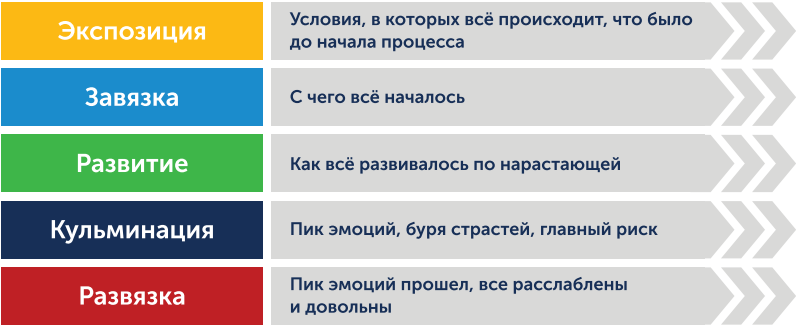 Экспозиция
Условия, в которых всё происходит, что было
до начала процесса
Завязка
С чего всё началось
Развитие
Как всё развивалось по нарастающей
Кульминация
Пик эмоций, буря страстей, главный риск
Развязка
Пик эмоций прошел, все расслаблены
и довольны